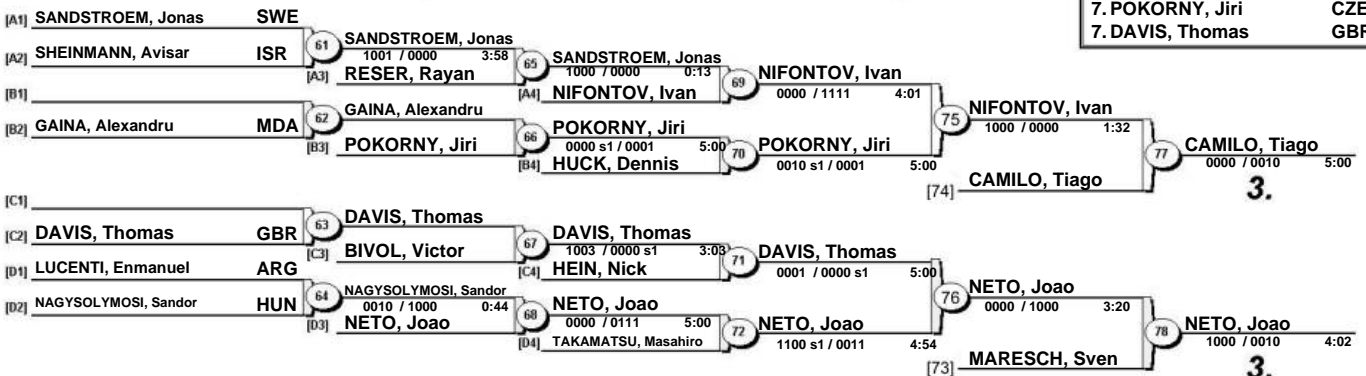 7. POKORNY, Jiri CZE
7. DAVIS, Thomas GBR
[A1] SANDSTROEM, Jonas SWE
[A2] SHEINMANN, Avisar ISR
61
SANDSTROEM, Jonas
1001 / 0000 3:58
[A3] RESER, Rayan
65
SANDSTROEM, Jonas
1000 / 0000 0:13
[A4] NIFONTOV, Ivan
69
NIFONTOV, Ivan
0000 / 1111 4:01
[B1]
[B2] GAINA, Alexandru MDA
62
GAINA, Alexandru
[B3] POKORNY, Jiri
66
POKORNY, Jiri
0000 s1 / 0001 5:00
[B4] HUCK, Dennis
70
POKORNY, Jiri
0010 s1 / 0001 5:00
75
NIFONTOV, Ivan
1000 / 0000 1:32
[74] CAMILO, Tiago
77
CAMILO, Tiago
0000 / 0010 5:00
3.
[C1]
[C2] DAVIS, Thomas GBR
63
DAVIS, Thomas
[C3] BIVOL, Victor
67
DAVIS, Thomas
1003 / 0000 s1 3:03
[C4] HEIN, Nick
71
DAVIS, Thomas
0001 / 0000 s1 5:00
[D1] LUCENTI, Enmanuel ARG
[D2] NAGYSOLYMOSI, Sandor HUN
64
NAGYSOLYMOSI, Sandor
0010 / 1000 0:44
[D3] NETO, Joao
68
NETO, Joao
0000 / 0111 5:00
[D4] TAKAMATSU, Masahiro
72
NETO, Joao
1100 s1 / 0011 4:54
76
NETO, Joao
0000 / 1000 3:20
[73] MARESCH, Sven
78
NETO, Joao
1000 / 0010 4:02
3.